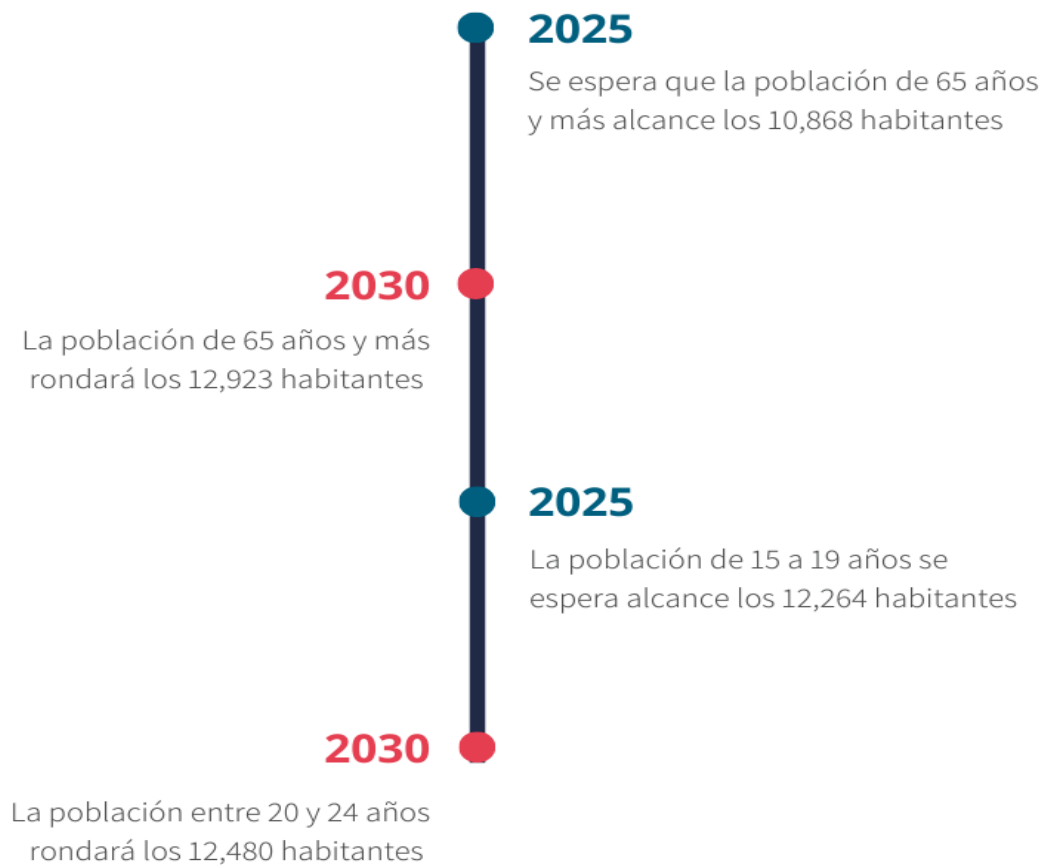 2025
Se espera que la población de 65 años
y más alcance los 10,868 habitantes
2030
La población de 65 años y más
rondará los 12,923 habitantes
2025
La población de 15 a 19 años se
espera alcance los 12,264 habitantes
2030
La población entre 20 y 24 años
rondará los 12,480 habitantes